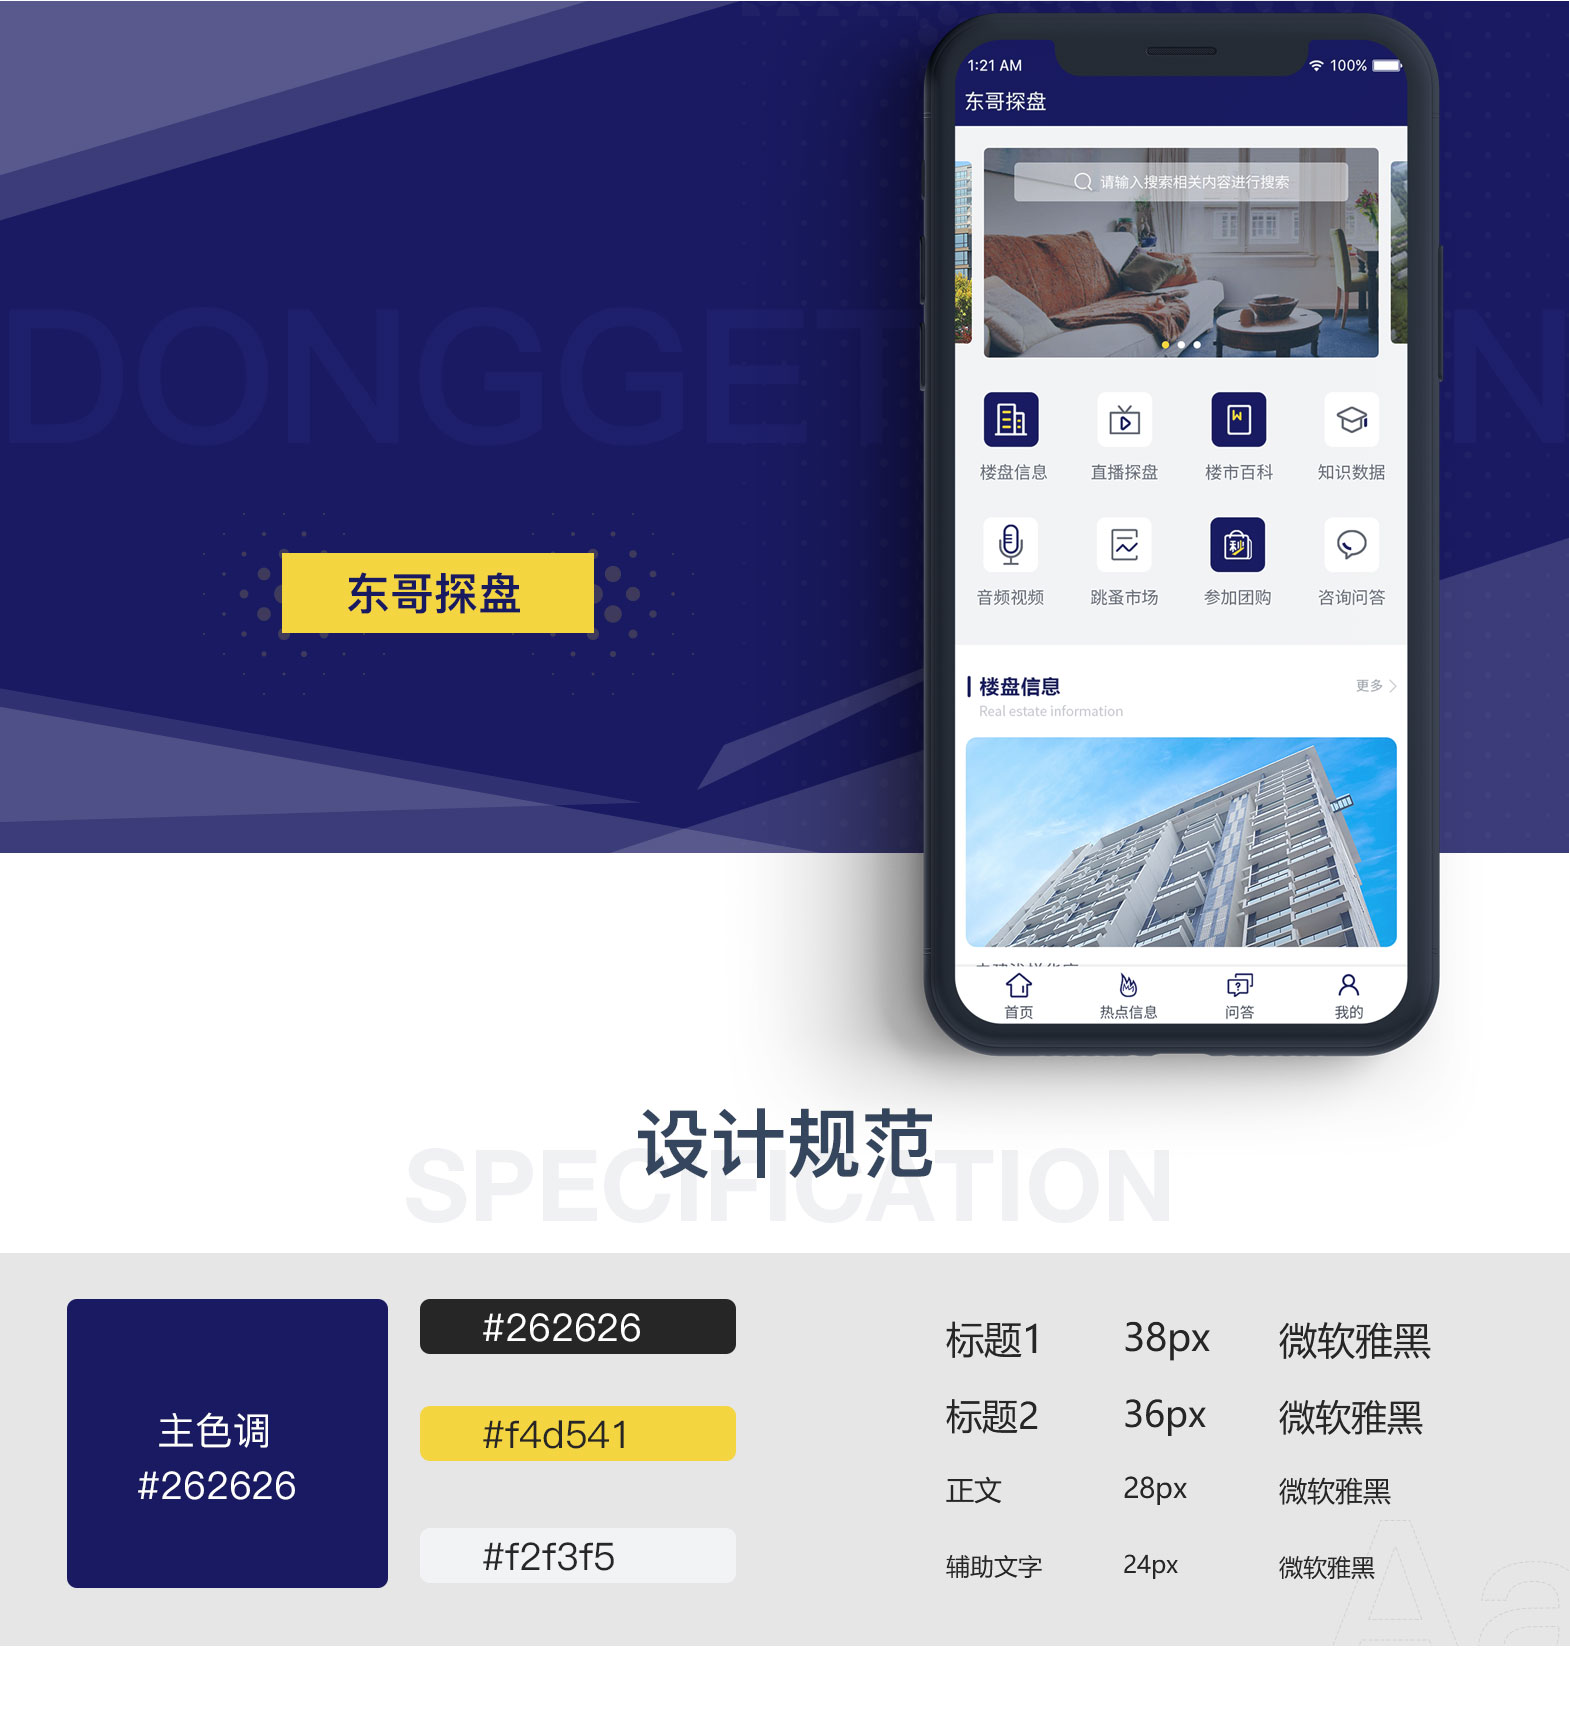 1:21 AM
100%
东哥探盘
请输入搜索相关内容进行搜索
DONGGET
N
楼盘信息
直播探盘
楼市百科
知识数据
秒
音频视频
跳蚤市场
参加团购
咨询问答
东哥探盘
楼盘信息
更多
Real estate information
首页
热点信息
问答
我的
设计规范
SPECIFICATION
主色调
#262626
#262626
#f4d541
#f2f3f5
标题1 38px 微软雅黑
标题2 36px 微软雅黑
正文 28px 微软雅黑
辅助文字 24px 微软雅黑
Aa